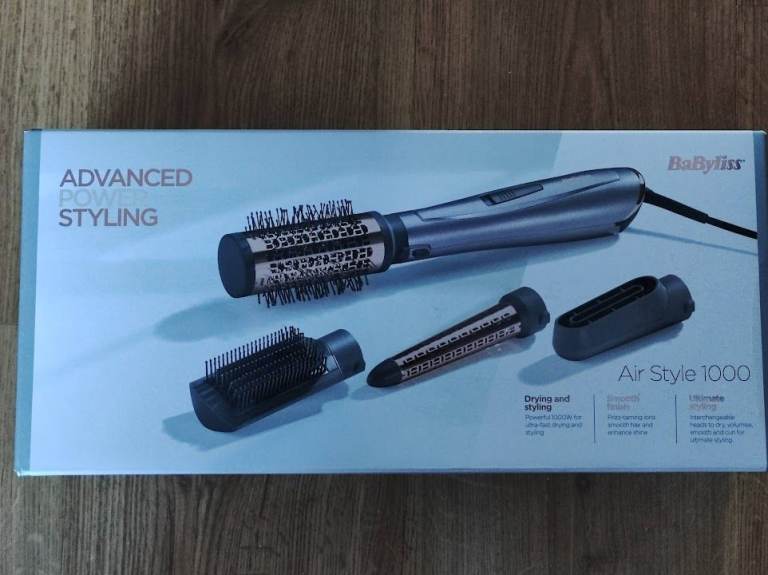 ADVANCED
POWER
STYLING
BaByliss
Air Style 1000
Drying and
styling
Powerful 1000W for
ultra-fast drying and
styling
Smooth
finish
Frizz-taming ions
smooth hair and
enhance shine
Ultimate
styling
Interchangeable
heads to dry, volumise,
smooth and curl for
ultimate styling